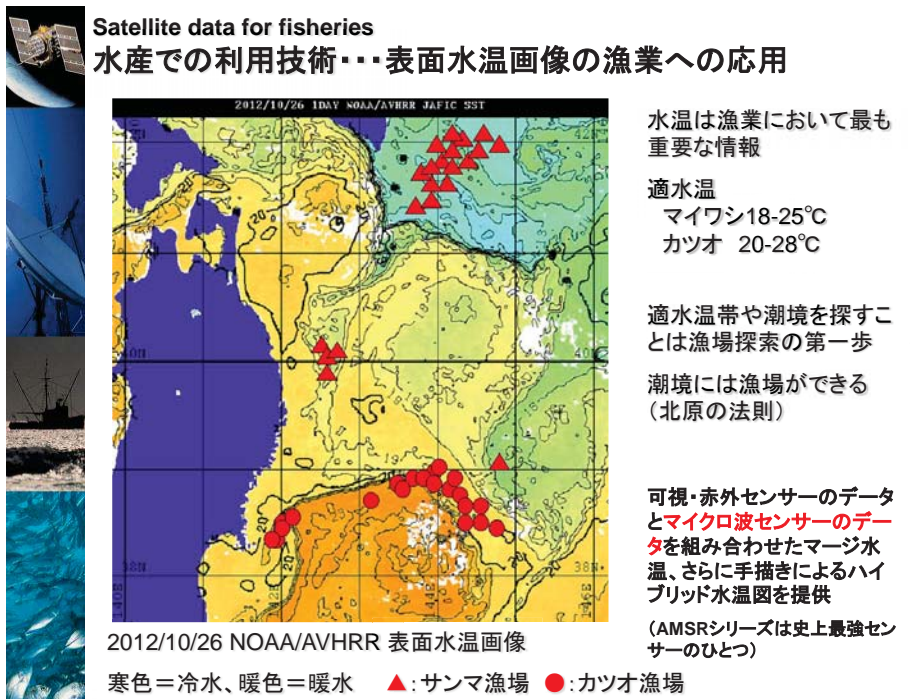 Satellite data for fisheries
水産での利用技術・・・表面水温画像の漁業への応用
2012/10/26 1DAY NOAA/AVHRR JAFIC SST
水温は漁業において最も
重要な情報
適水温
マイワシ18-25℃
カツオ 20-28℃
適水温帯や潮境を探すこ
とは漁場探索の第一歩
潮境には漁場ができる
（北原の法則）
可視・赤外センサーのデータ
とマイクロ波センサーのデー
タを組み合わせたマージ水
温、さらに手描きによるハイ
ブリッド水温図を提供
（AMSRシリーズは史上最強セン
サーのひとつ）
42N
20
40N
40N
20
20
38N
38N
140E
144E
146E
2012/10/26 NOAA/AVHRR 表面水温画像
寒色＝冷水、暖色＝暖水 ▲：サンマ漁場 ●：カツオ漁場